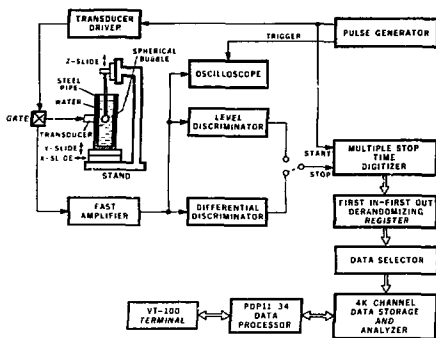 TRANSDUCER
DRIVER
PULSE GENERATOR
TRIGGER
Z-SLIDE
SPHERICAL
BUBBLE
STEEL
PIPE
WATER
OSCILLOSCOPE
GATE
TRANSDUCER
LEVEL
DISCRIMINATOR
Y-SLIDE
X-SLIDE
STAND
START
STOP
MULTIPLE STOP
TIME
DIGITIZER
FAST
AMPLIFIER
DIFFERENTIAL
DISCRIMINATOR
FIRST IN-FIRST OUT
DERANDOMIZING
REGISTER
DATA SELECTOR
VT-100
TERMINAL
PDP11 34
DATA
PROCESSOR
4K CHANNEL
DATA STORAGE
AND
ANALYZER